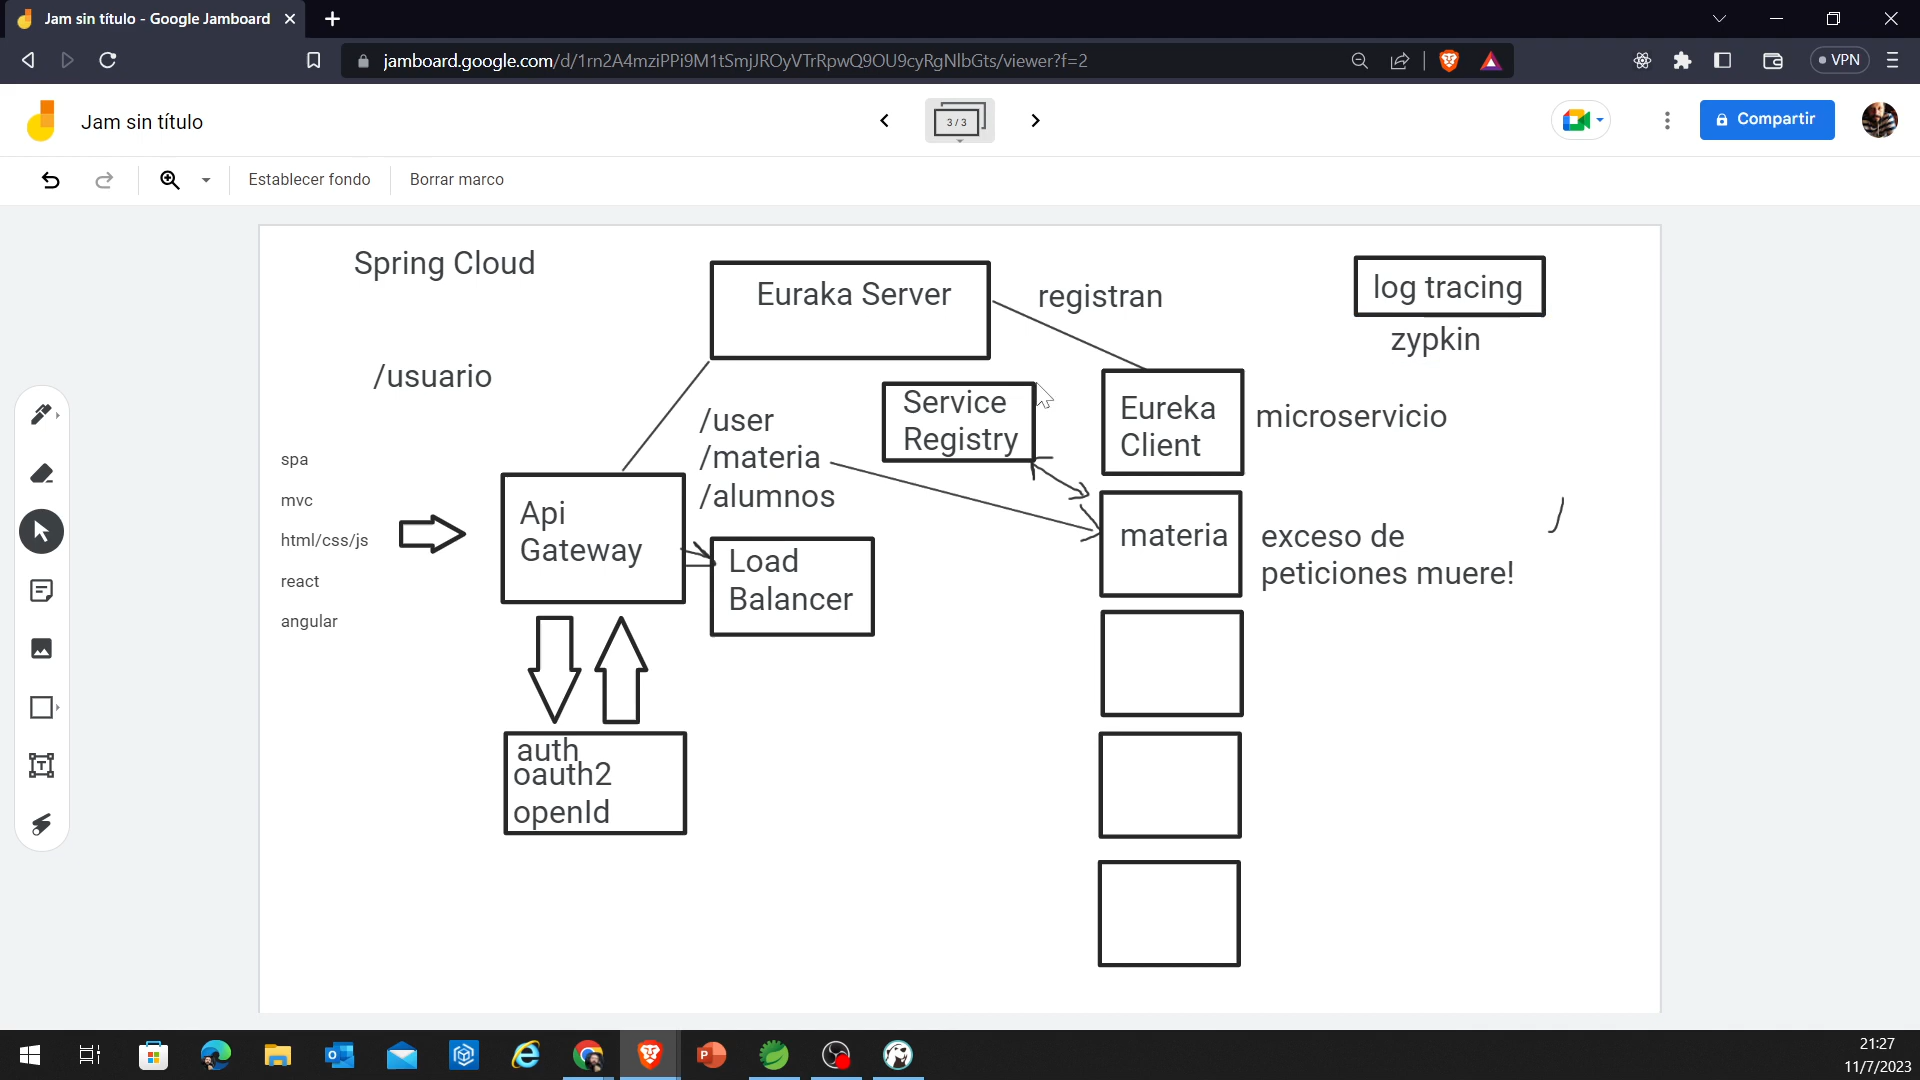 Jam sin título - Google Jamboard
jamboard.google.com/d/1rn2A4mziPPi9M1tSmjJROyVTrRpwQ9OU9cyRgNlbGts/viewer?f=2
VPN
Jam sin título
3 / 3
Compartir
Establecer fondo
Borrar marco
Spring Cloud
Euraka Server
registran
log tracing
zypkin
/usuario
Service
Registry
Eureka
Client
microservicio
/user
/materia
/alumnos
spa
mvc
html/css/js
react
angular
Api
Gateway
Load
Balancer
materia
exceso de
peticiones muere!
auth
oauth2
openId
21:27
11/7/2023